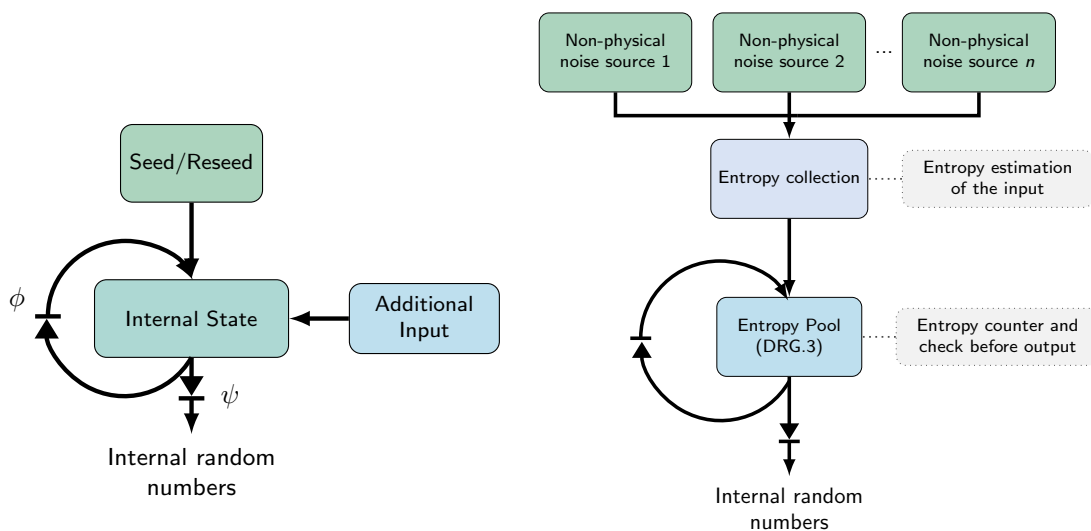 Seed/Reseed
ϕ
Internal State
Additional
Input
ψ
Internal random
numbers
Non-physical
noise source 1
Non-physical
noise source 2
...
Non-physical
noise source n
Entropy collection
Entropy estimation
of the input
Entropy Pool
(DRG.3)
Entropy counter and
check before output
Internal random
numbers